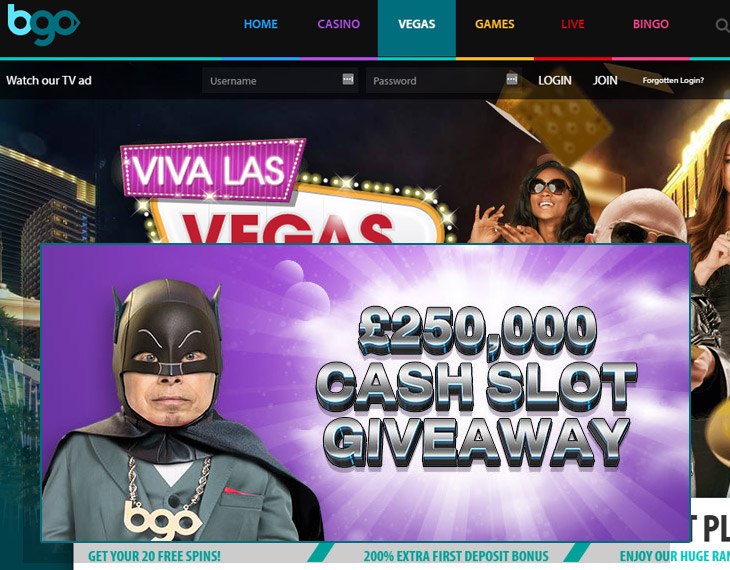 bgo
HOME CASINO VEGAS GAMES LIVE BINGO
Watch our TV ad Username Password LOGIN JOIN Forgotten Login?
VIVA LAS
VEGAS
£250,000
CASH SLOT
GIVEAWAY
bgo
GET YOUR 20 FREE SPINS! 200% EXTRA FIRST DEPOSIT BONUS ENJOY OUR HUGE